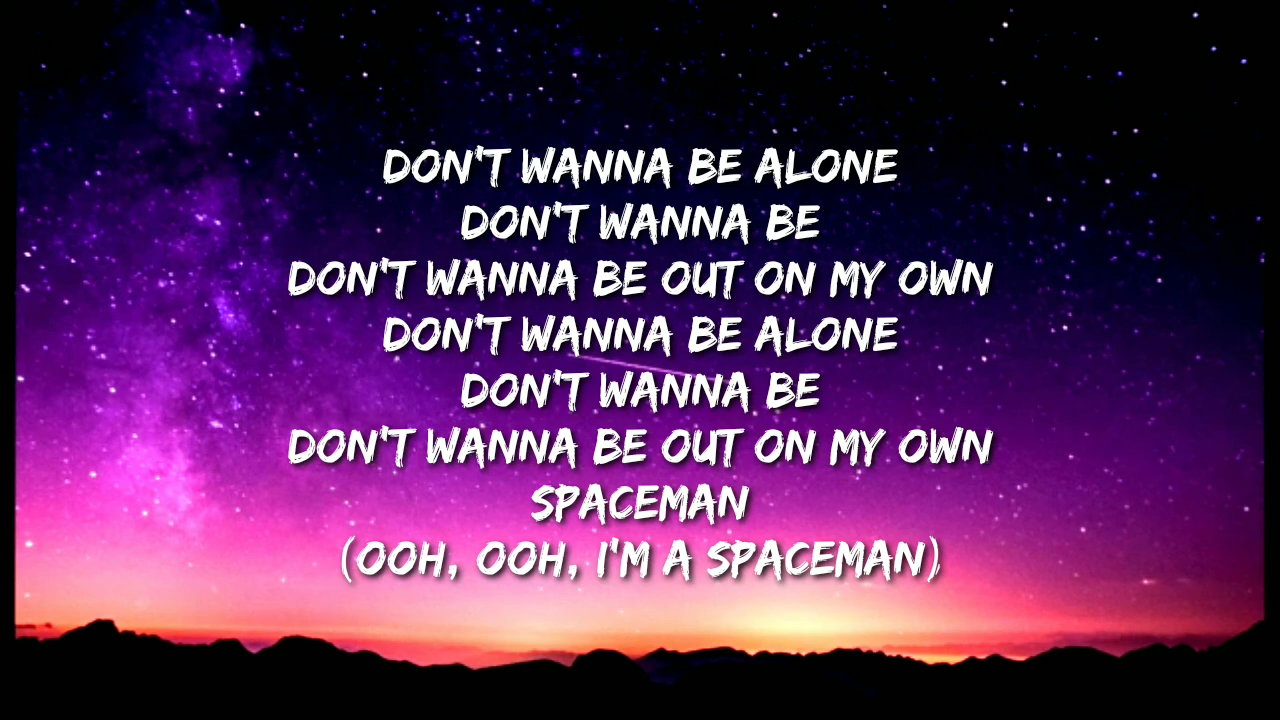 DON'T WANNA BE ALONE
DON'T WANNA BE
DON'T WANNA BE OUT ON MY OWN
DON'T WANNA BE ALONE
DON'T WANNA BE
DON'T WANNA BE OUT ON MY OWN
SPACEMAN
(OOH, OOH, I'M A SPACEMAN)